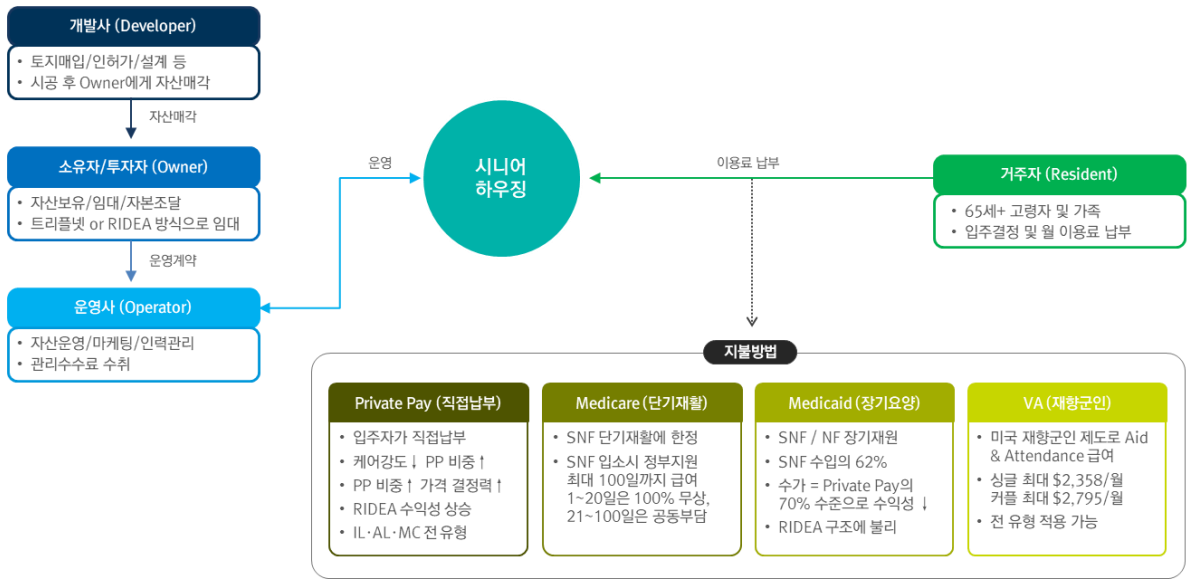 개발사 (Developer)
• 토지매입/인허가/설계 등
• 시공 후 Owner에게 자산매각
자산매각
소유자/투자자 (Owner)
• 자산보유/임대/자본조달
• 트리플넷 or RIDEA 방식으로 임대
운영계약
운영사 (Operator)
• 자산운영/마케팅/인력관리
• 관리수수료 수취
운영
시니어
하우징
이용료 납부
거주자 (Resident)
• 65세+ 고령자 및 가족
• 입주결정 및 월 이용료 납부
지불방법
Private Pay (직접납부)
• 입주자가 직접납부
• 케어강도↓ PP 비중↑
• PP 비중↑ 가격 결정력↑
• RIDEA 수익성 상승
• IL·AL·MC 전 유형
Medicare (단기재활)
• SNF 단기재활에 한정
• SNF 입소시 정부지원
최대 100일까지 급여
1~20일은 100% 무상,
21~100일은 공동부담
Medicaid (장기요양)
• SNF / NF 장기재원
• SNF 수입의 62%
• 수가 = Private Pay의
70% 수준으로 수익성 ↓
• RIDEA 구조에 불리
VA (재향군인)
• 미국 재향군인 제도로 Aid
& Attendance 급여
• 싱글 최대 $2,358/월
커플 최대 $2,795/월
• 전 유형 적용 가능